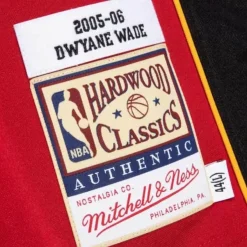 2005-06
DWYANE WADE
NBA
HARDWOOD
CLASSICS
AUTHENTIC
NOSTALGIA CO.
Mitchell & Ness
PHILADELPHIA, PA.
44(L)